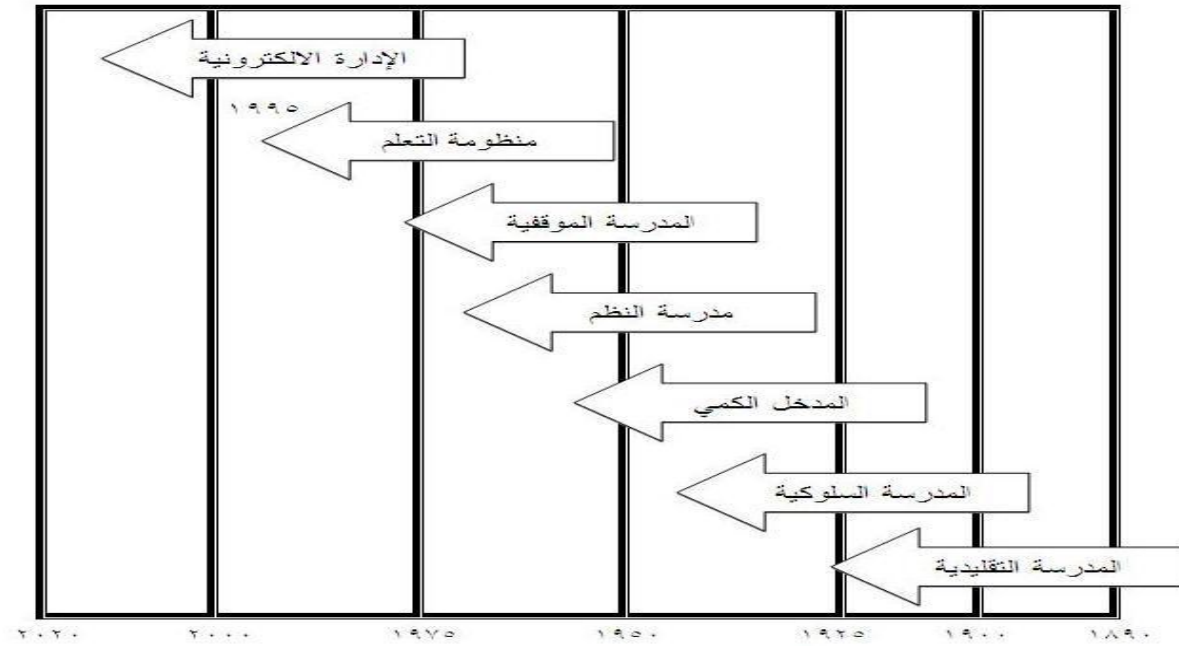 الإدارة الالكترونية
١٩٩٥
منظومة التعلم
المدرسة الموقفية
مدرسة النظم
المدخل الكمي
المدرسة السلوكية
المدرسة التقليدية
١٨٩٠ ١٩٠٠ ١٩٢٥ ١٩٥٠ ١٩٧٥ ٢٠٠٠ ٢٠٢٠